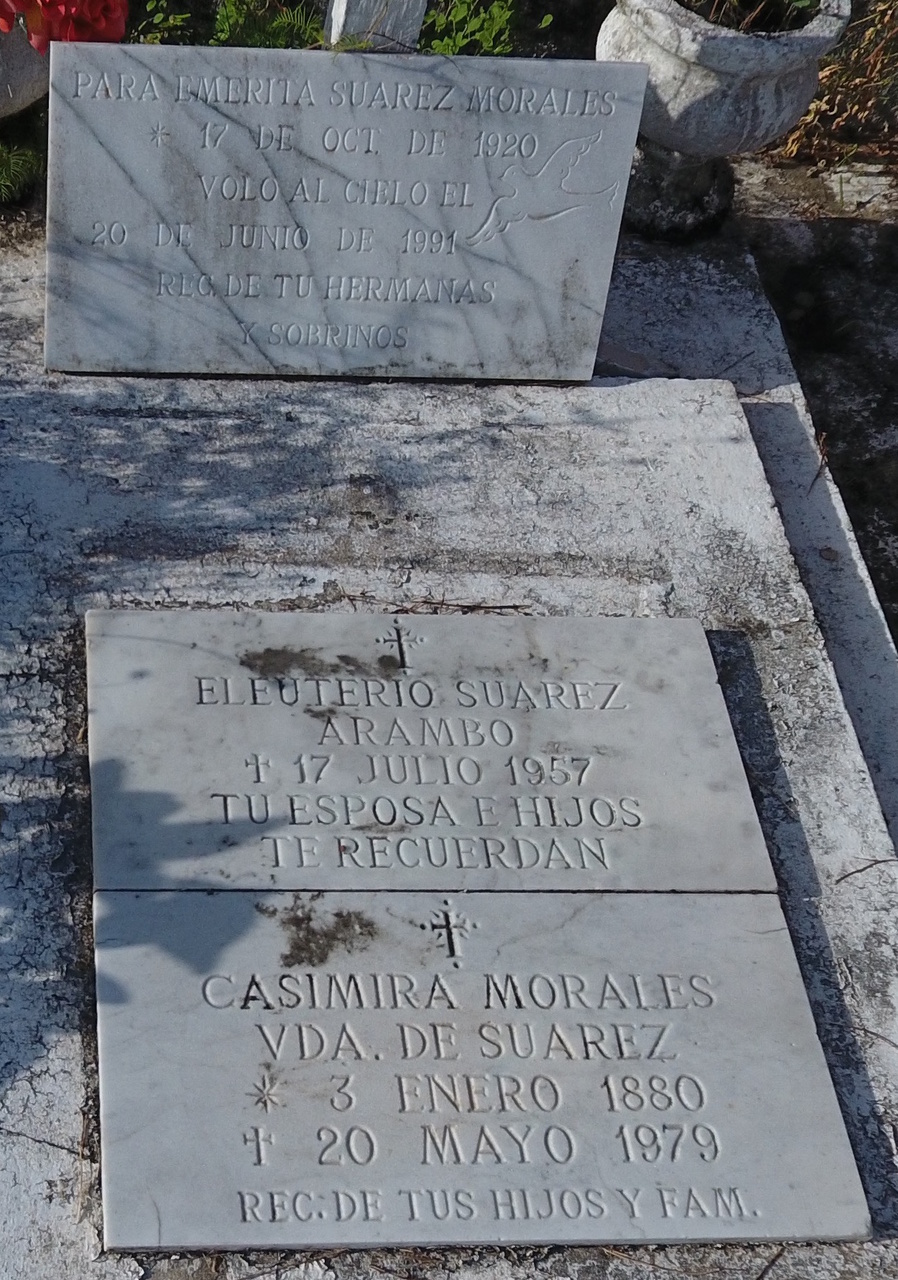 PARA EMERITA SUAREZ MORALES
* 17 DE OCT. DE 1920
VOLO AL CIELO EL
20 DE JUNIO DE 1991
REC. DE TU HERMANAS
Y SOBRINOS
ELEUTERIO SUAREZ
ARAMBO
† 17 JULIO 1957
TU ESPOSA E HIJOS
TE RECUERDAN
CASIMIRA MORALES
VDA. DE SUAREZ
* 3 ENERO 1880
† 20 MAYO 1979
REC: DE TUS HIJOS Y FAM.